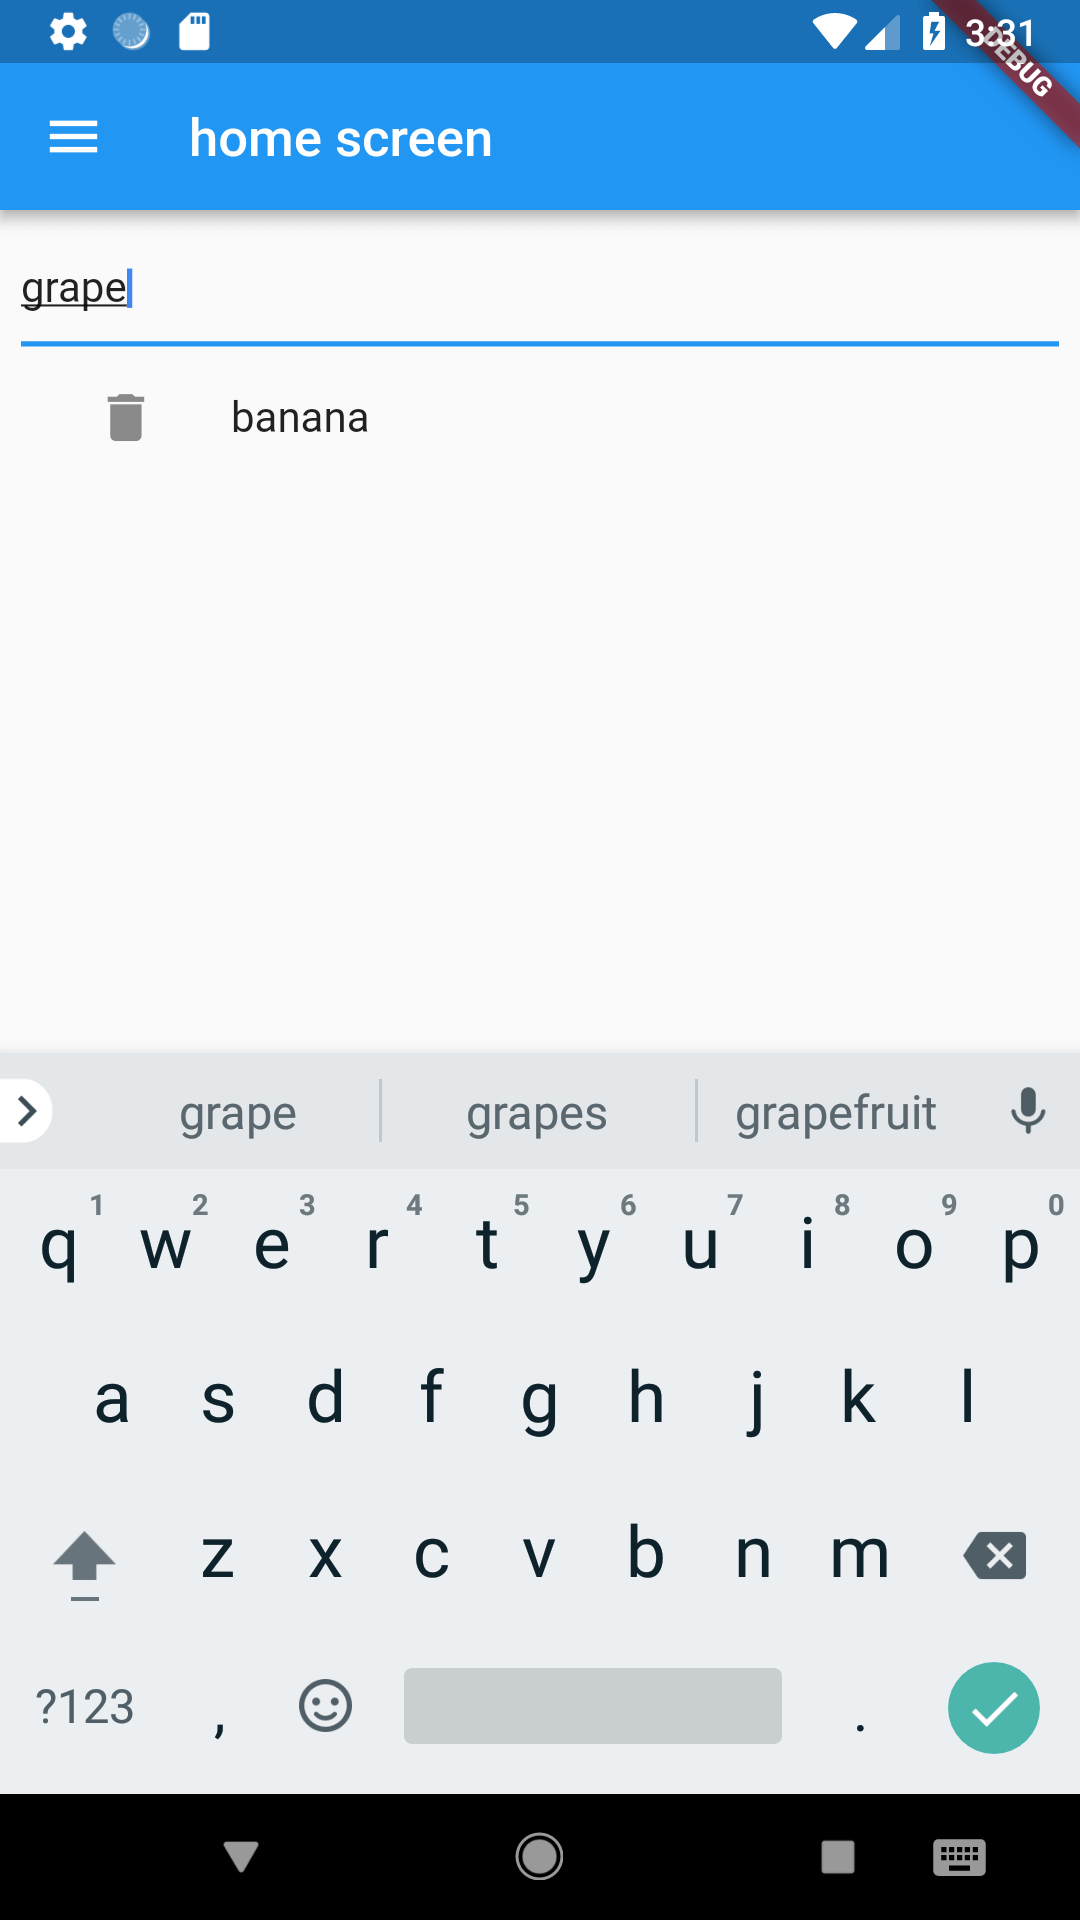 3:31
DEBUG
home screen
grape
banana
grape grapes grapefruit
1 2 3 4 5 6 7 8 9 0
q w e r t y u i o p
a s d f g h j k l
z x c v b n m
?123 , .